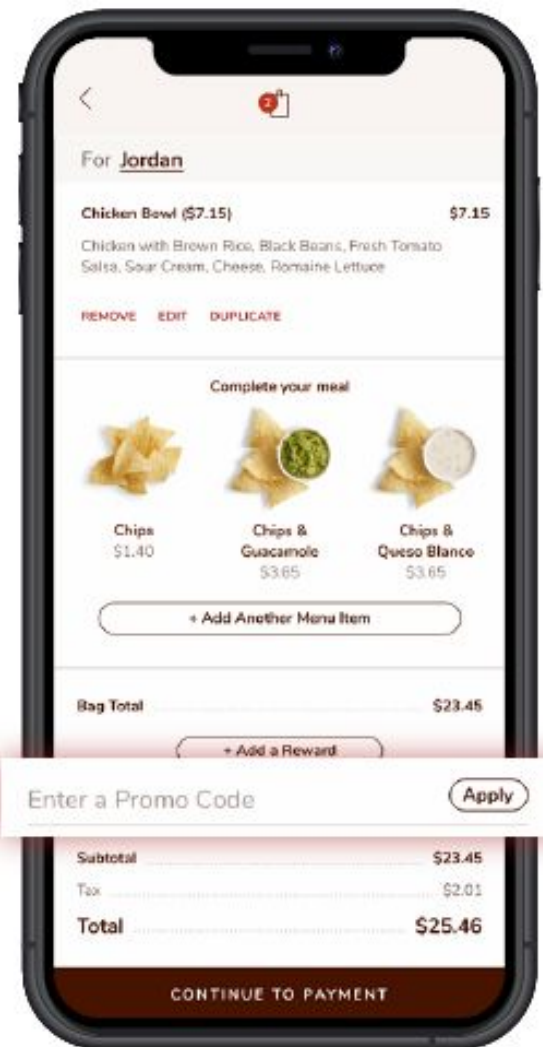 2
For Jordan
Chicken Bowl ($7.15) $7.15
Chicken with Brown Rice, Black Beans, Fresh Tomato
Salsa, Sour Cream, Cheese, Romaine Lettuce
REMOVE EDIT DUPLICATE
Complete your meal
Chips
$1.40
Chips &
Guacamole
$3.65
Chips &
Queso Blanco
$3.65
+ Add Another Menu Item
Bag Total $23.45
+ Add a Reward
Enter a Promo Code Apply
Subtotal $23.45
Tax $2.01
Total $25.46
CONTINUE TO PAYMENT